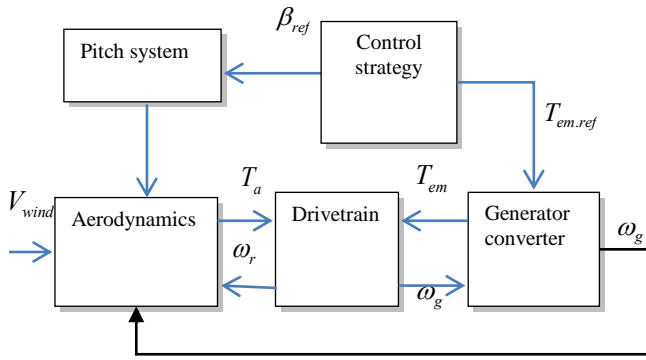 Pitch system
β_ref
Control
strategy
T_em.ref
V_wind
Aerodynamics
T_a
ω_r
Drivetrain
T_em
ω_g
Generator
converter
ω_g